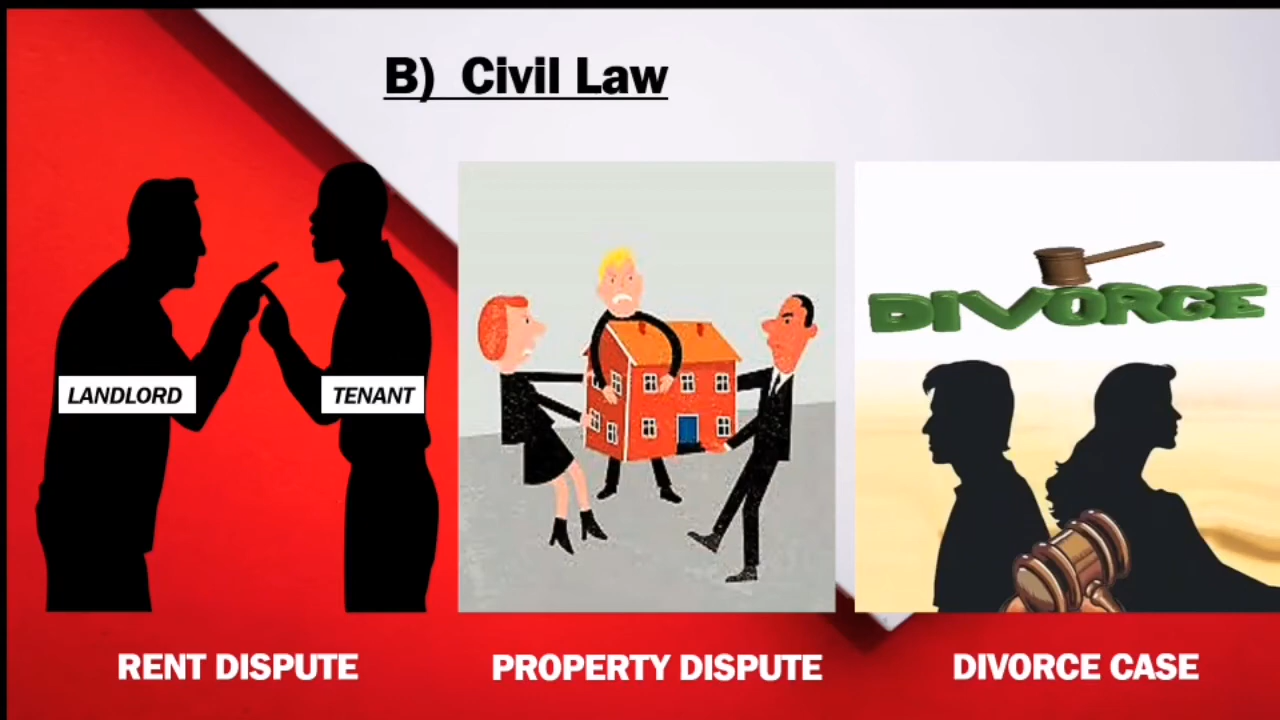 B) Civil Law
LANDLORD
TENANT
DIVORCE
RENT DISPUTE
PROPERTY DISPUTE
DIVORCE CASE